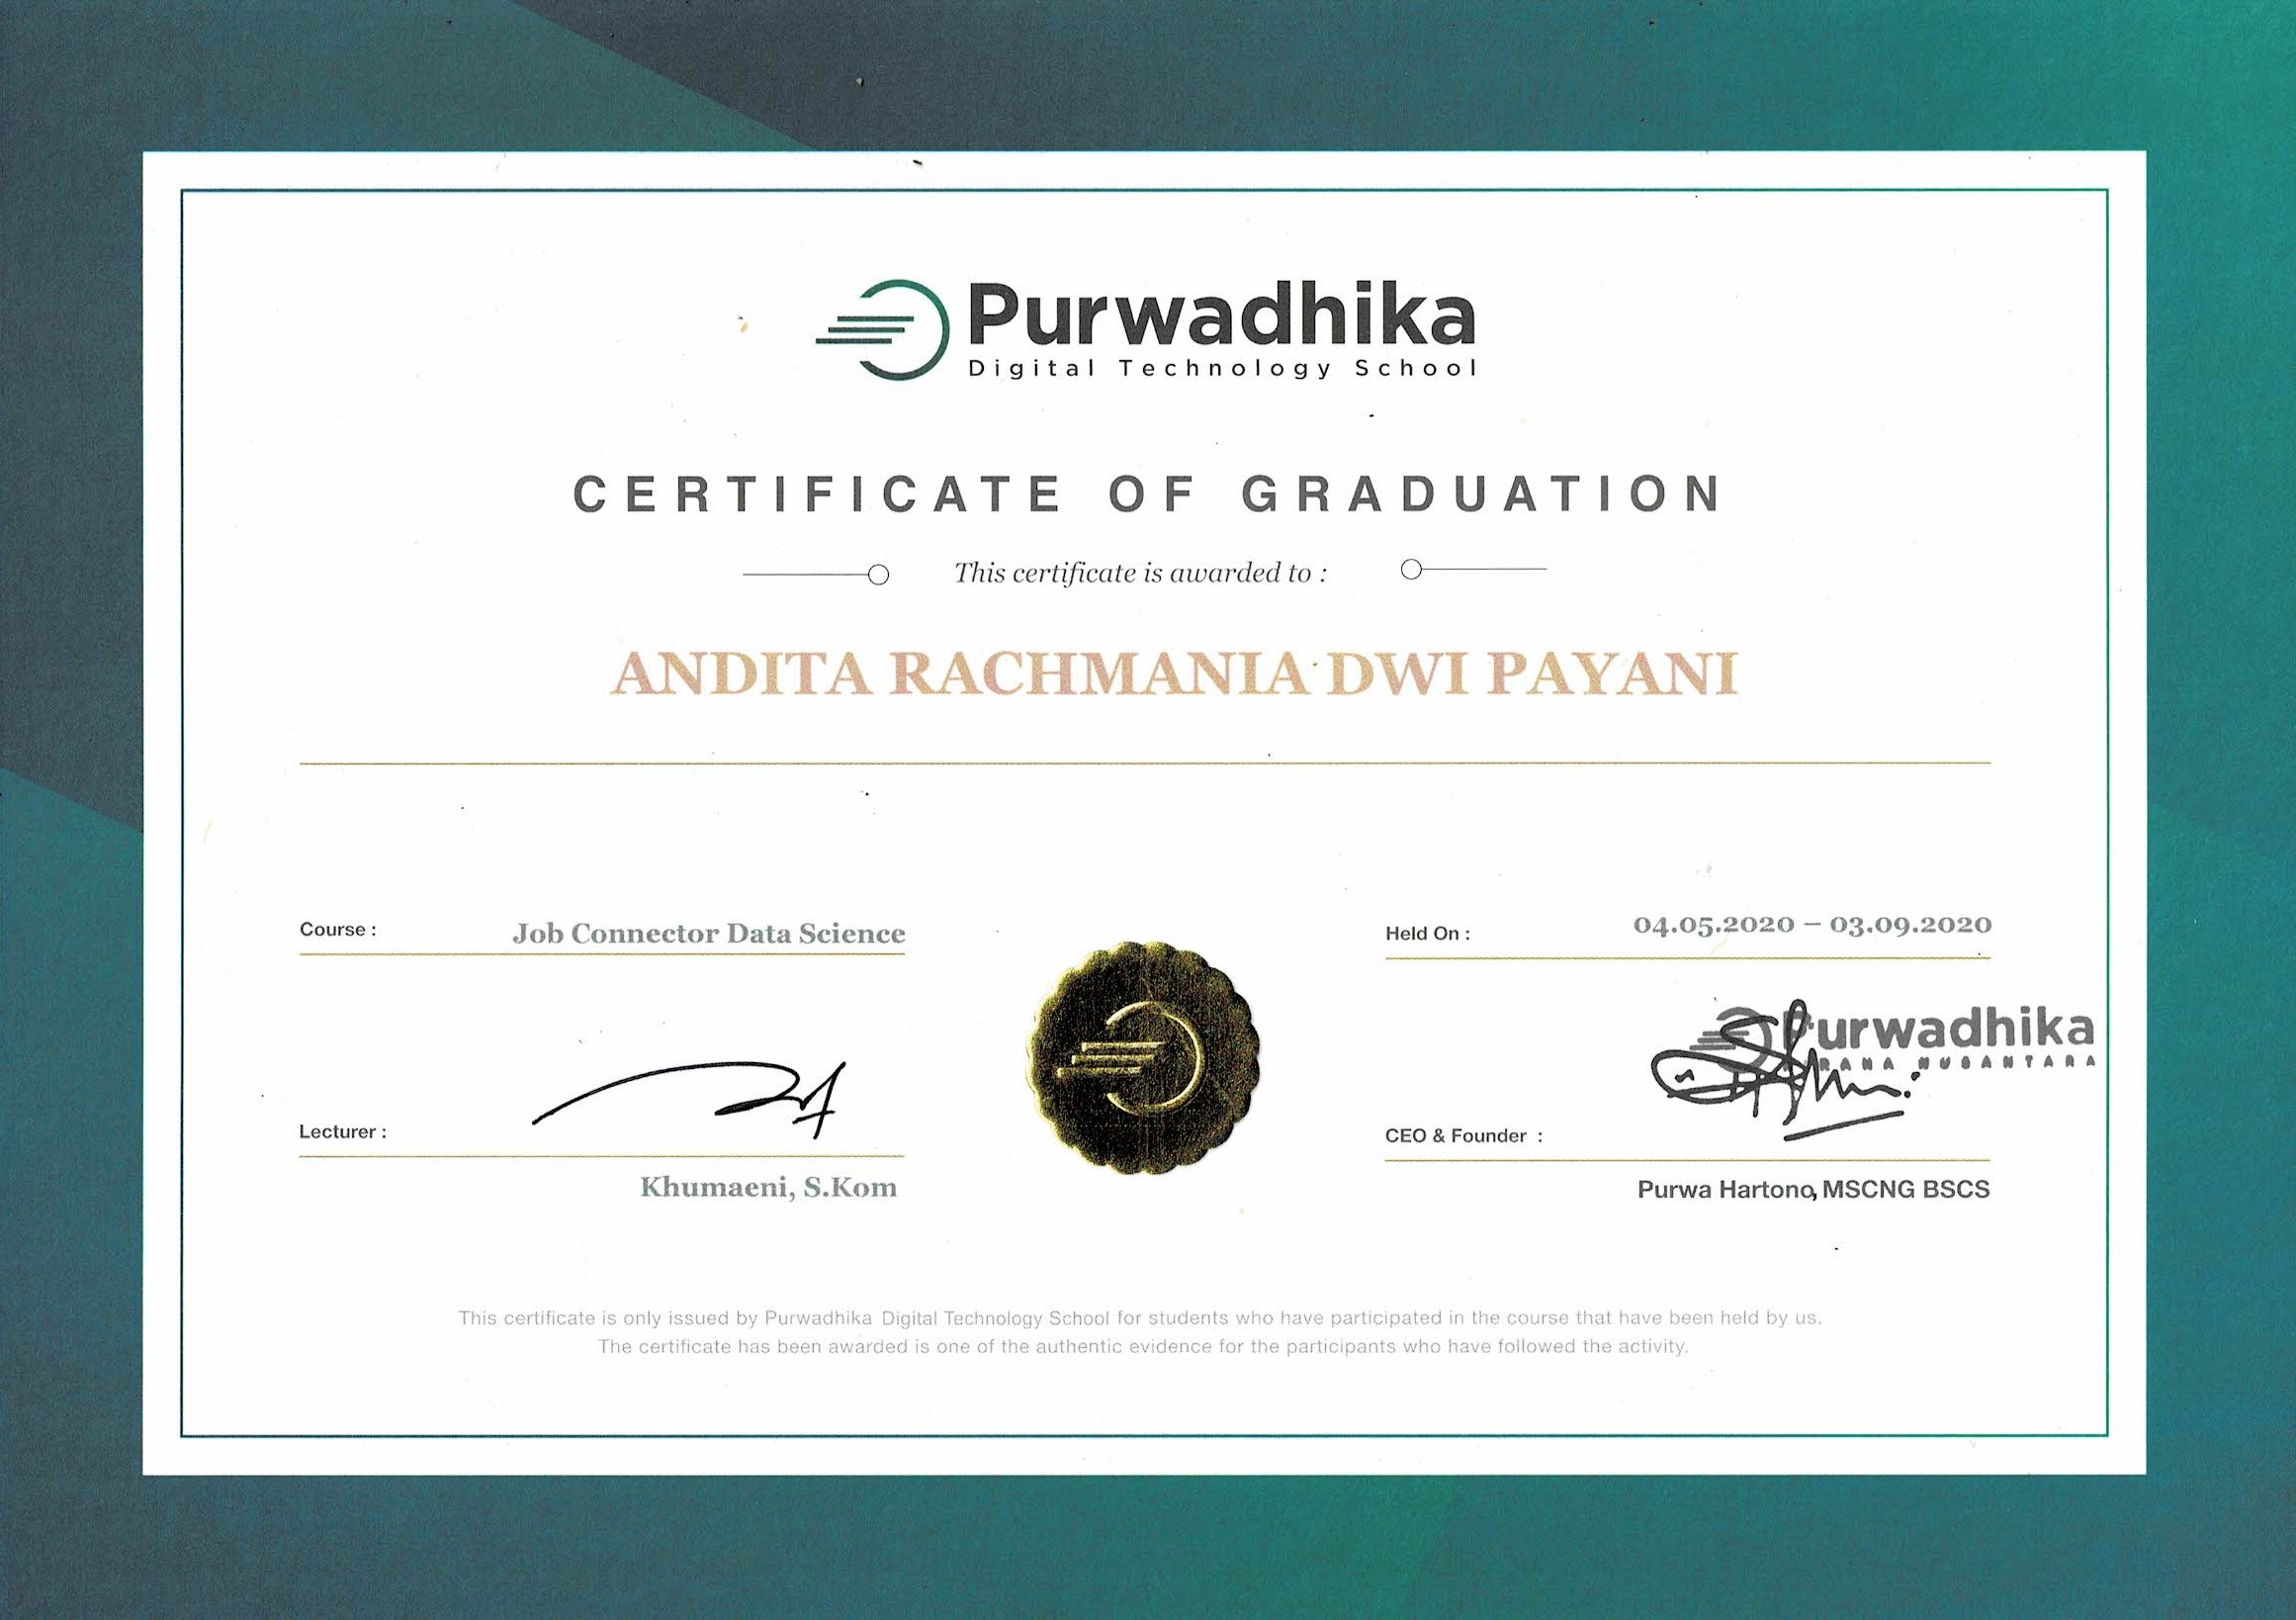 Purwadhika
Digital Technology School
CERTIFICATE OF GRADUATION
This certificate is awarded to :
ANDITA RACHMANIA DWI PAYANI
Course : Job Connector Data Science
Held On : 04.05.2020 – 03.09.2020
urwadhika
RANA NUSANTARA
Lecturer :
CEO & Founder :
Khumaeni, S.Kom
Purwa Hartono, MSCNG BSCS
This certificate is only issued by Purwadhika Digital Technology School for students who have participated in the course that have been held by us.
The certificate has been awarded is one of the authentic evidence for the participants who have followed the activity.